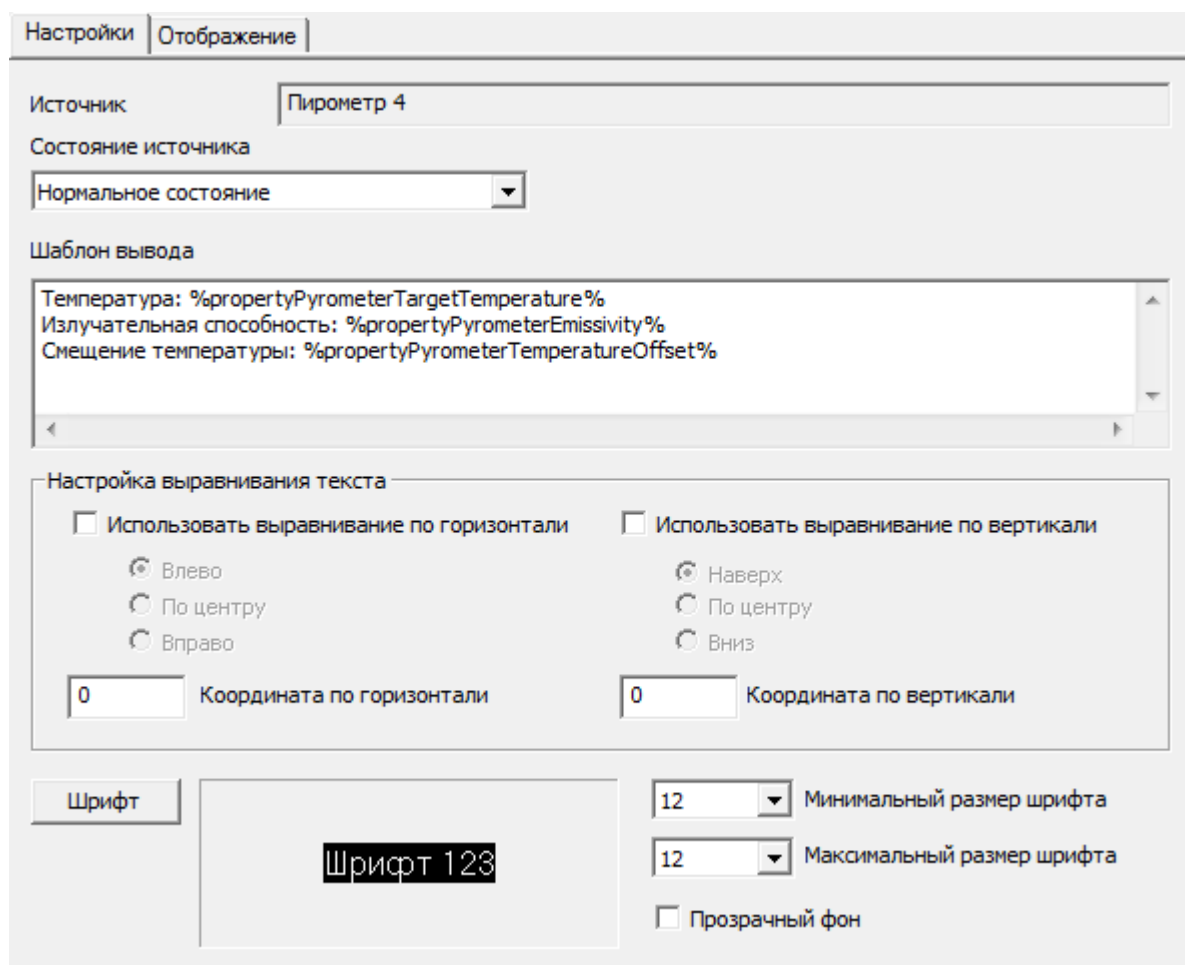 Настройки Отображение
Источник Пирометр 4
Состояние источника
Нормальное состояние
Шаблон вывода
Температура: %propertyPyrometerTargetTemperature%
Излучательная способность: %propertyPyrometerEmissivity%
Смещение температуры: %propertyPyrometerTemperatureOffset%
Настройка выравнивания текста
Использовать выравнивание по горизонтали Использовать выравнивание по вертикали
Влево Наверх
По центру По центру
Вправо Вниз
0 Координата по горизонтали 0 Координата по вертикали
Шрифт 12 Минимальный размер шрифта
Шрифт 123 12 Максимальный размер шрифта
Прозрачный фон